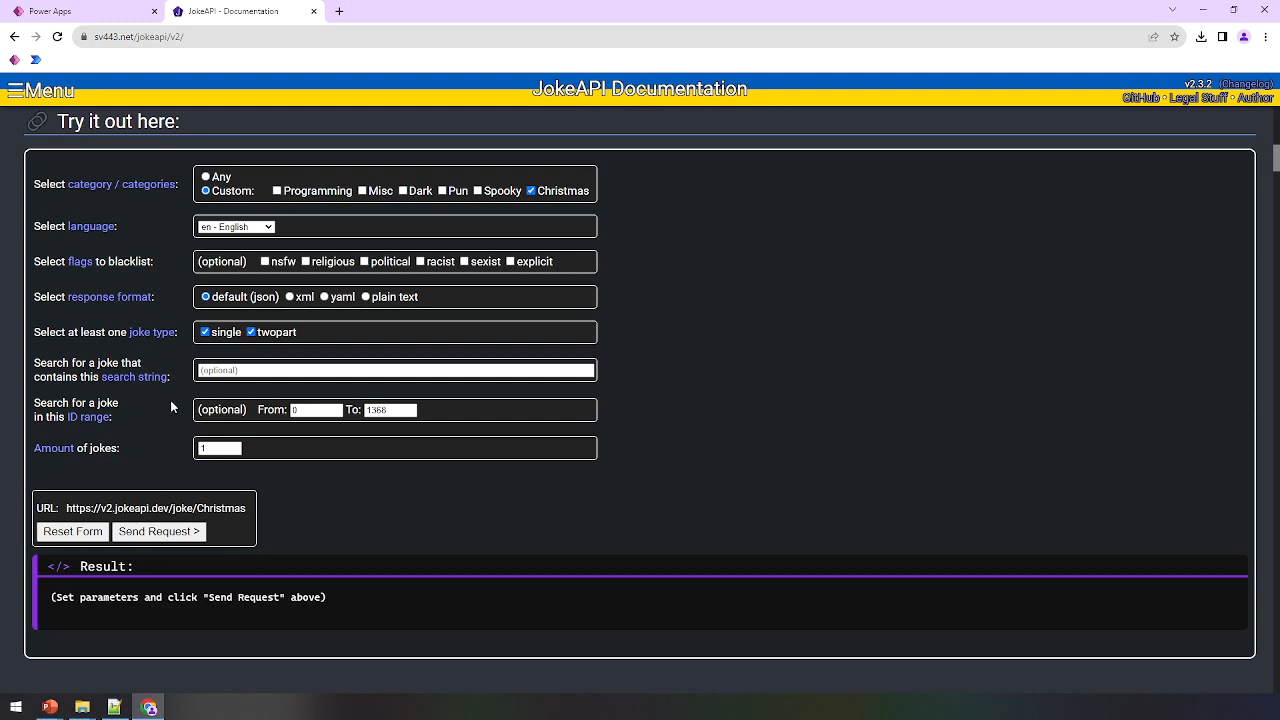 Power Apps
JokeAPI - Documentation
sv443.net/jokeapi/v2/
Menu
JokeAPI Documentation
v2.3.2 (Changelog)
GitHub • Legal Stuff • Author
Try it out here:
Select category / categories:
Any
Custom: Programming Misc Dark Pun Spooky Christmas
Select language: en - English
Select flags to blacklist: (optional) nsfw religious political racist sexist explicit
Select response format: default (json) xml yaml plain text
Select at least one joke type: single twopart
Search for a joke that
contains this search string: (optional)
Search for a joke
in this ID range: (optional) From: 0 To: 1368
Amount of jokes: 1
URL: https://v2.jokeapi.dev/joke/Christmas
Reset Form Send Request >
</> Result:
(Set parameters and click "Send Request" above)